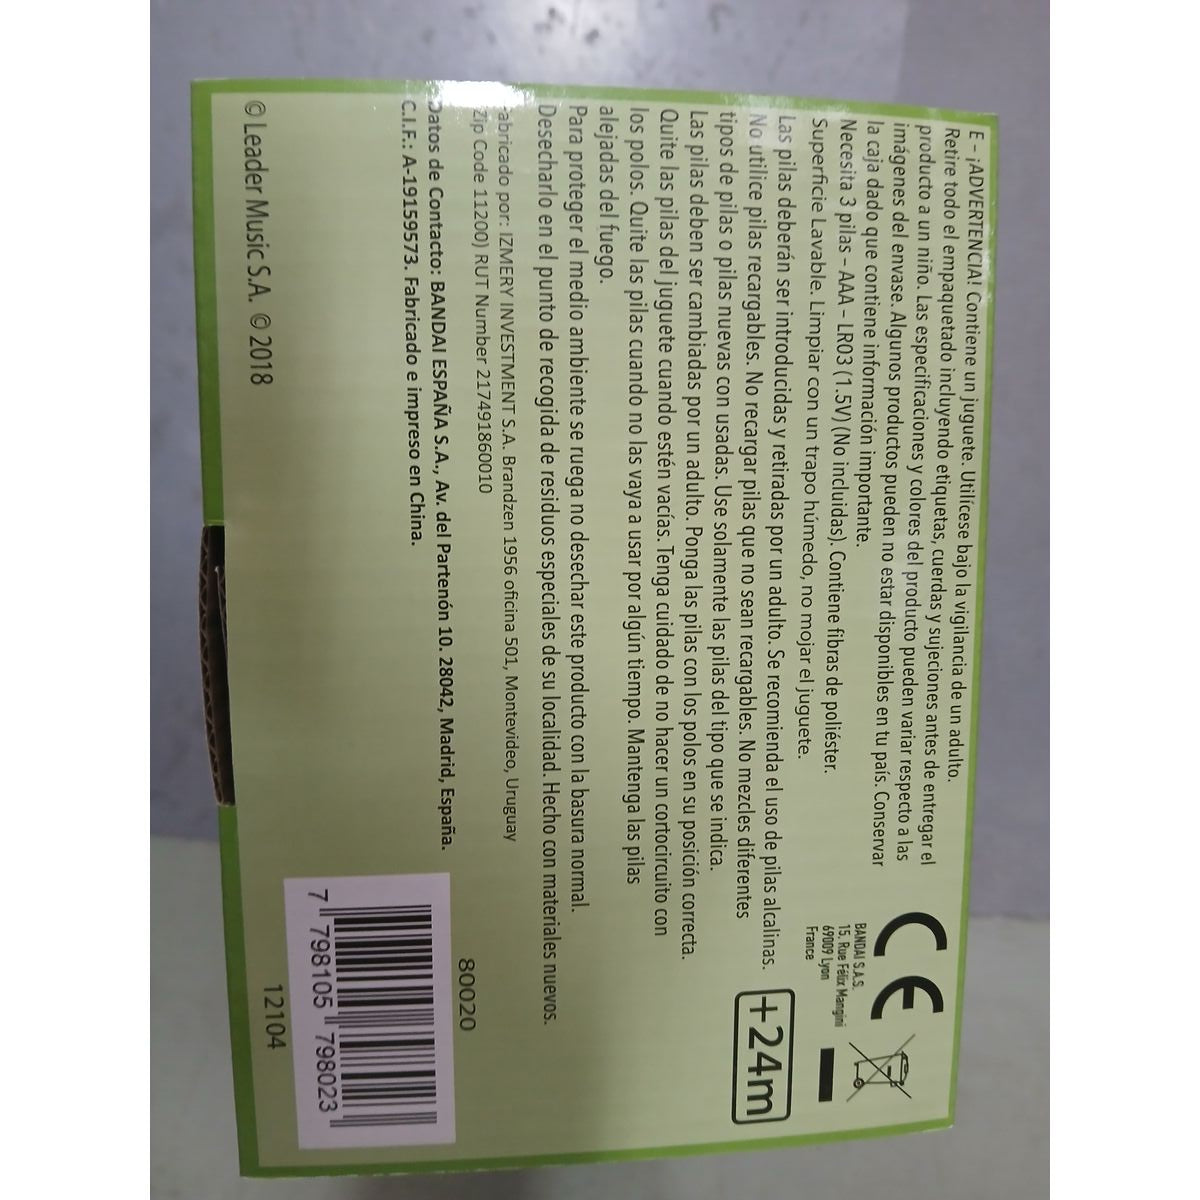 E – ¡ADVERTENCIA! Contiene un juguete. Utilícese bajo la vigilancia de un adulto.
Retire todo el empaquetado incluyendo etiquetas, cuerdas y sujeciones antes de entregar el
producto a un niño. Las especificaciones y colores del producto pueden variar respecto a las
imágenes del envase. Algunos productos pueden no estar disponibles en tu país. Conservar
la caja dado que contiene información importante.
Necesita 3 pilas – AAA – LR03 (1.5V) (No incluidas). Contiene fibras de poliéster.
Superficie Lavable. Limpiar con un trapo húmedo, no mojar el juguete.
Las pilas deberán ser introducidas y retiradas por un adulto. Se recomienda el uso de pilas alcalinas.
No utilice pilas recargables. No recargar pilas que no sean recargables. No mezcles diferentes
tipos de pilas o pilas nuevas con usadas. Use solamente las pilas del tipo que se indica.
Las pilas deben ser cambiadas por un adulto. Ponga las pilas con los polos en su posición correcta.
Quite las pilas del juguete cuando estén vacías. Tenga cuidado de no hacer un cortocircuito con
los polos. Quite las pilas cuando no las vaya a usar por algún tiempo. Mantenga las pilas
alejadas del fuego.
Para proteger el medio ambiente se ruega no desechar este producto con la basura normal.
Desecharlo en el punto de recogida de residuos especiales de su localidad. Hecho con materiales nuevos.
Fabricado por: IZMERY INVESTMENT S.A. Brandzen 1956 oficina 501, Montevideo, Uruguay
Zip Code 11200) RUT Number 217491860010
Datos de Contacto: BANDAI ESPAÑA S.A., Av. del Partenón 10. 28042, Madrid, España.
C.I.F.: A-19159573. Fabricado e impreso en China.
© Leader Music S.A. © 2018
CE
BANDAI S.A.S.
15, Rue Félix Mangini
69009 Lyon
France
+24m
80020
7 798105 798023
12104